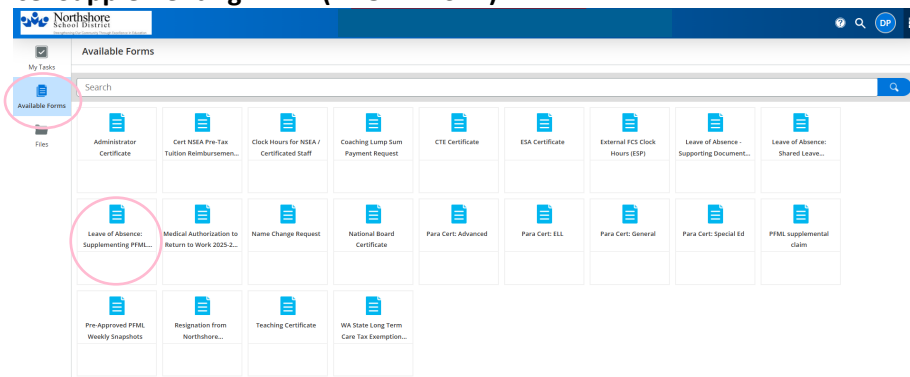 Northshore
School District
DP
Available Forms
My Tasks
Search
Available Forms
Files
Administrator
Certificate
Cert NSEA Pre-Tax
Tuition Reimbursemen...
Clock Hours for NSEA /
Certificated Staff
Coaching Lump Sum
Payment Request
CTE Certificate
ESA Certificate
External FCS Clock
Hours (ESP)
Leave of Absence -
Supporting Document...
Leave of Absence:
Shared Leave...
Leave of Absence:
Supplementing PFML...
Medical Authorization to
Return to Work 2025-2...
Name Change Request
National Board
Certificate
Para Cert: Advanced
Para Cert: ELL
Para Cert: General
Para Cert: Special Ed
PFML supplemental
claim
Pre-Approved PFML
Weekly Snapshots
Resignation from
Northshore...
Teaching Certificate
WA State Long Term
Care Tax Exemption...